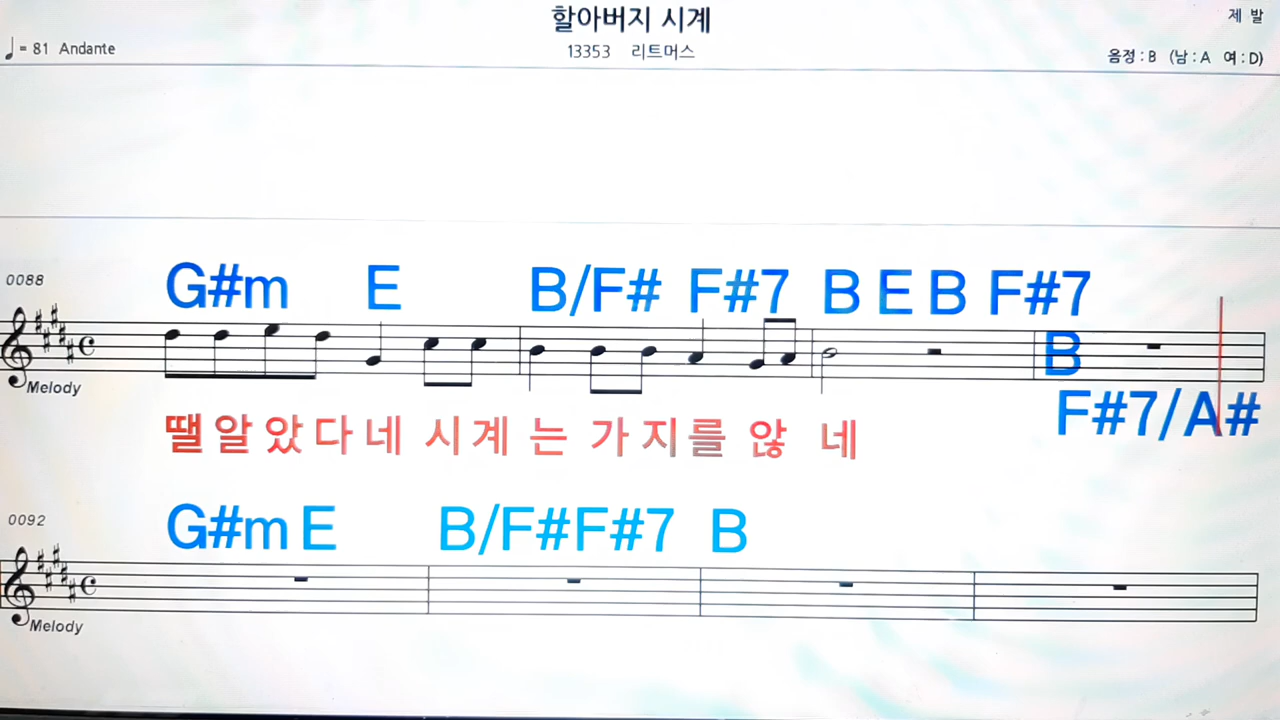 할아버지 시계
제 발
♩= 81 Andante
13353 리트머스
음정 : B (남 : A 여 : D)
0088
G#m E B/F# F#7 B E B F#7
B
Melody
F#7/A#
땔 알 았 다 네 시 계 는 가 지 를 않 네
0092
G#m E B/F# F#7 B
Melody